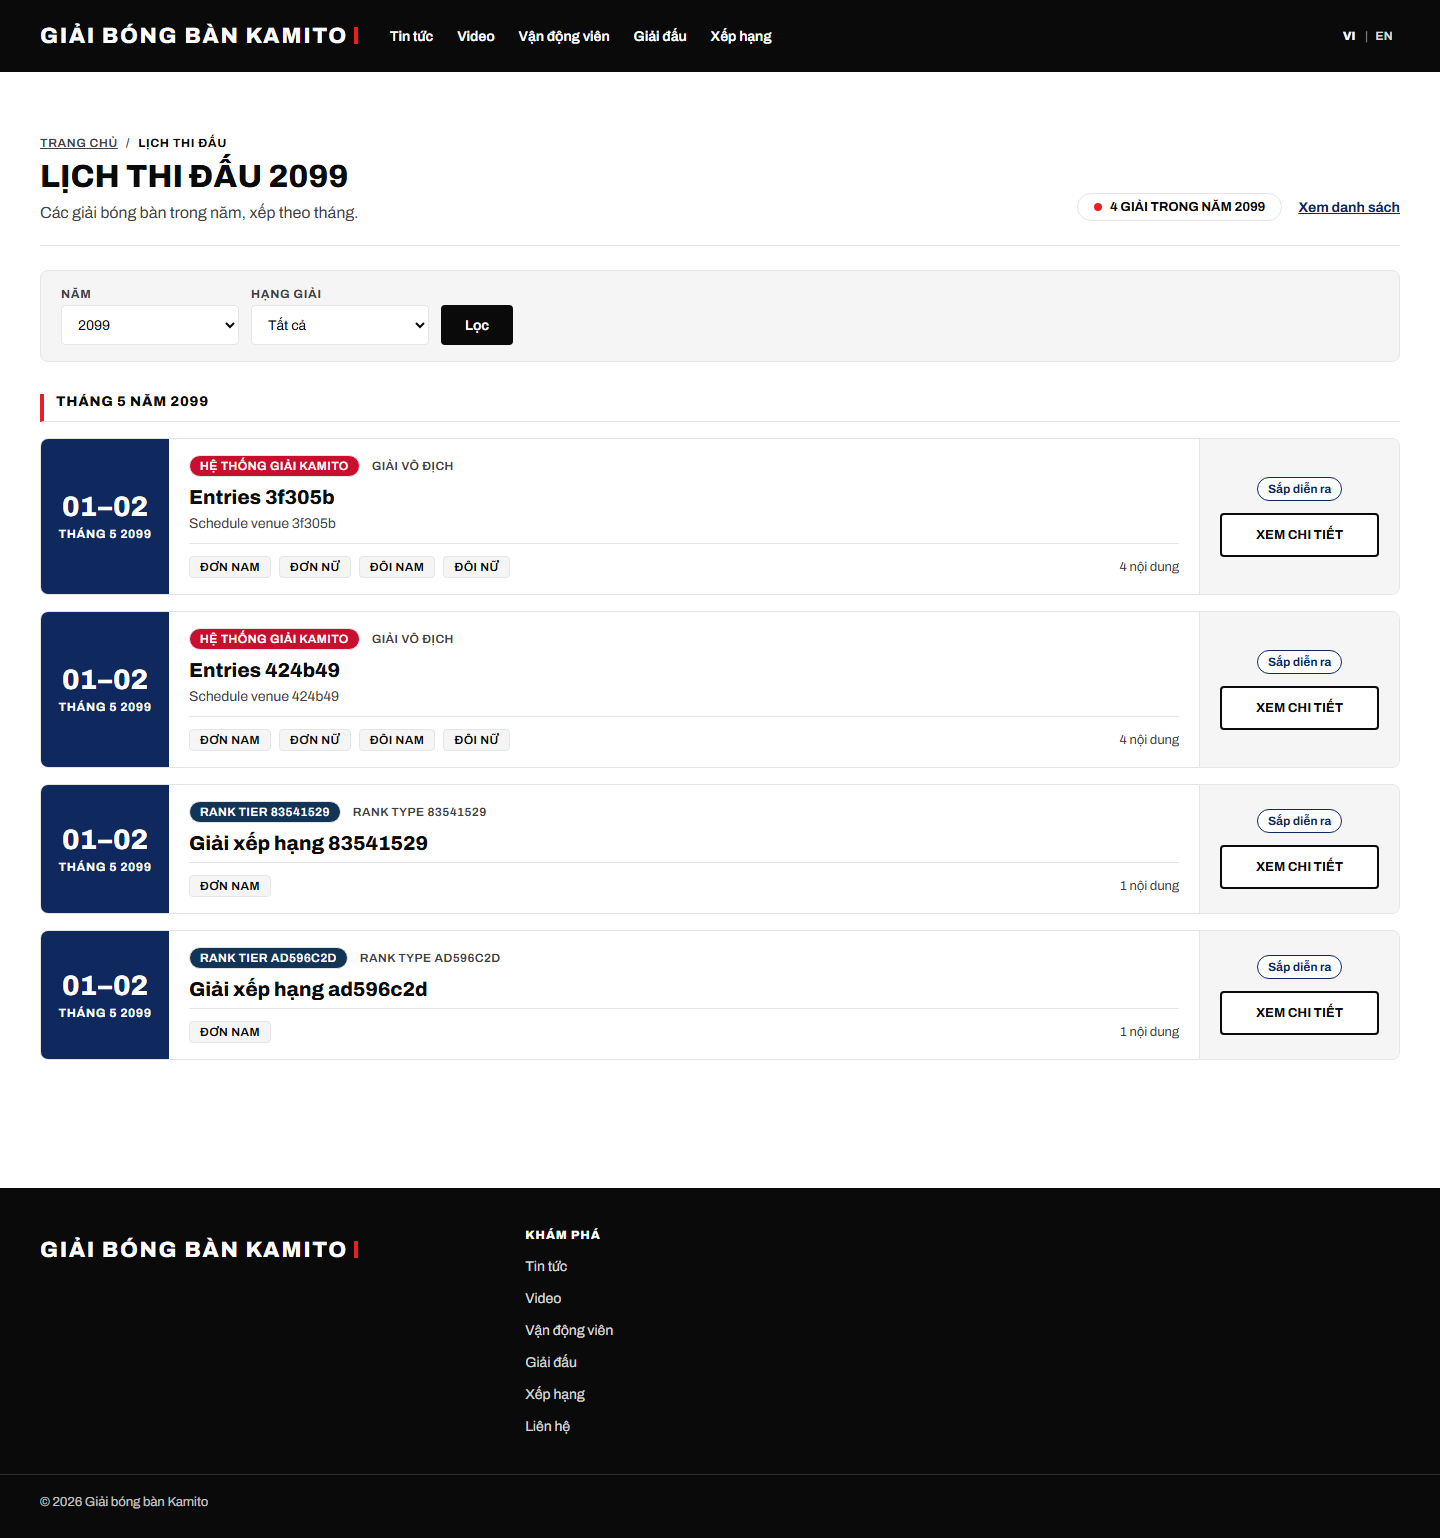 GIẢI BÓNG BÀN KAMITO
Tin tức Video Vận động viên Giải đấu Xếp hạng
VI | EN
TRANG CHỦ / LỊCH THI ĐẤU
LỊCH THI ĐẤU 2099
Các giải bóng bàn trong năm, xếp theo tháng.
4 GIẢI TRONG NĂM 2099
Xem danh sách
NĂM HẠNG GIẢI
2099 Tất cả Lọc
THÁNG 5 NĂM 2099
01–02
THÁNG 5 2099
HỆ THỐNG GIẢI KAMITO GIẢI VÔ ĐỊCH
Entries 3f305b
Schedule venue 3f305b
ĐƠN NAM ĐƠN NỮ ĐÔI NAM ĐÔI NỮ
4 nội dung
Sắp diễn ra
XEM CHI TIẾT
01–02
THÁNG 5 2099
HỆ THỐNG GIẢI KAMITO GIẢI VÔ ĐỊCH
Entries 424b49
Schedule venue 424b49
ĐƠN NAM ĐƠN NỮ ĐÔI NAM ĐÔI NỮ
4 nội dung
Sắp diễn ra
XEM CHI TIẾT
01–02
THÁNG 5 2099
RANK TIER 83541529 RANK TYPE 83541529
Giải xếp hạng 83541529
ĐƠN NAM
1 nội dung
Sắp diễn ra
XEM CHI TIẾT
01–02
THÁNG 5 2099
RANK TIER AD596C2D RANK TYPE AD596C2D
Giải xếp hạng ad596c2d
ĐƠN NAM
1 nội dung
Sắp diễn ra
XEM CHI TIẾT
GIẢI BÓNG BÀN KAMITO
KHÁM PHÁ
Tin tức
Video
Vận động viên
Giải đấu
Xếp hạng
Liên hệ
© 2026 Giải bóng bàn Kamito